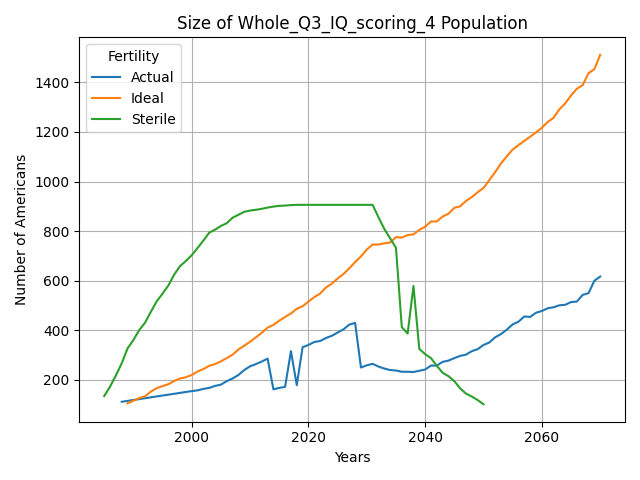 Size of Whole_Q3_IQ_scoring_4 Population
Fertility
Actual
Ideal
Sterile
Number of Americans
1400
1200
1000
800
600
400
200
2000
2020
2040
2060
Years